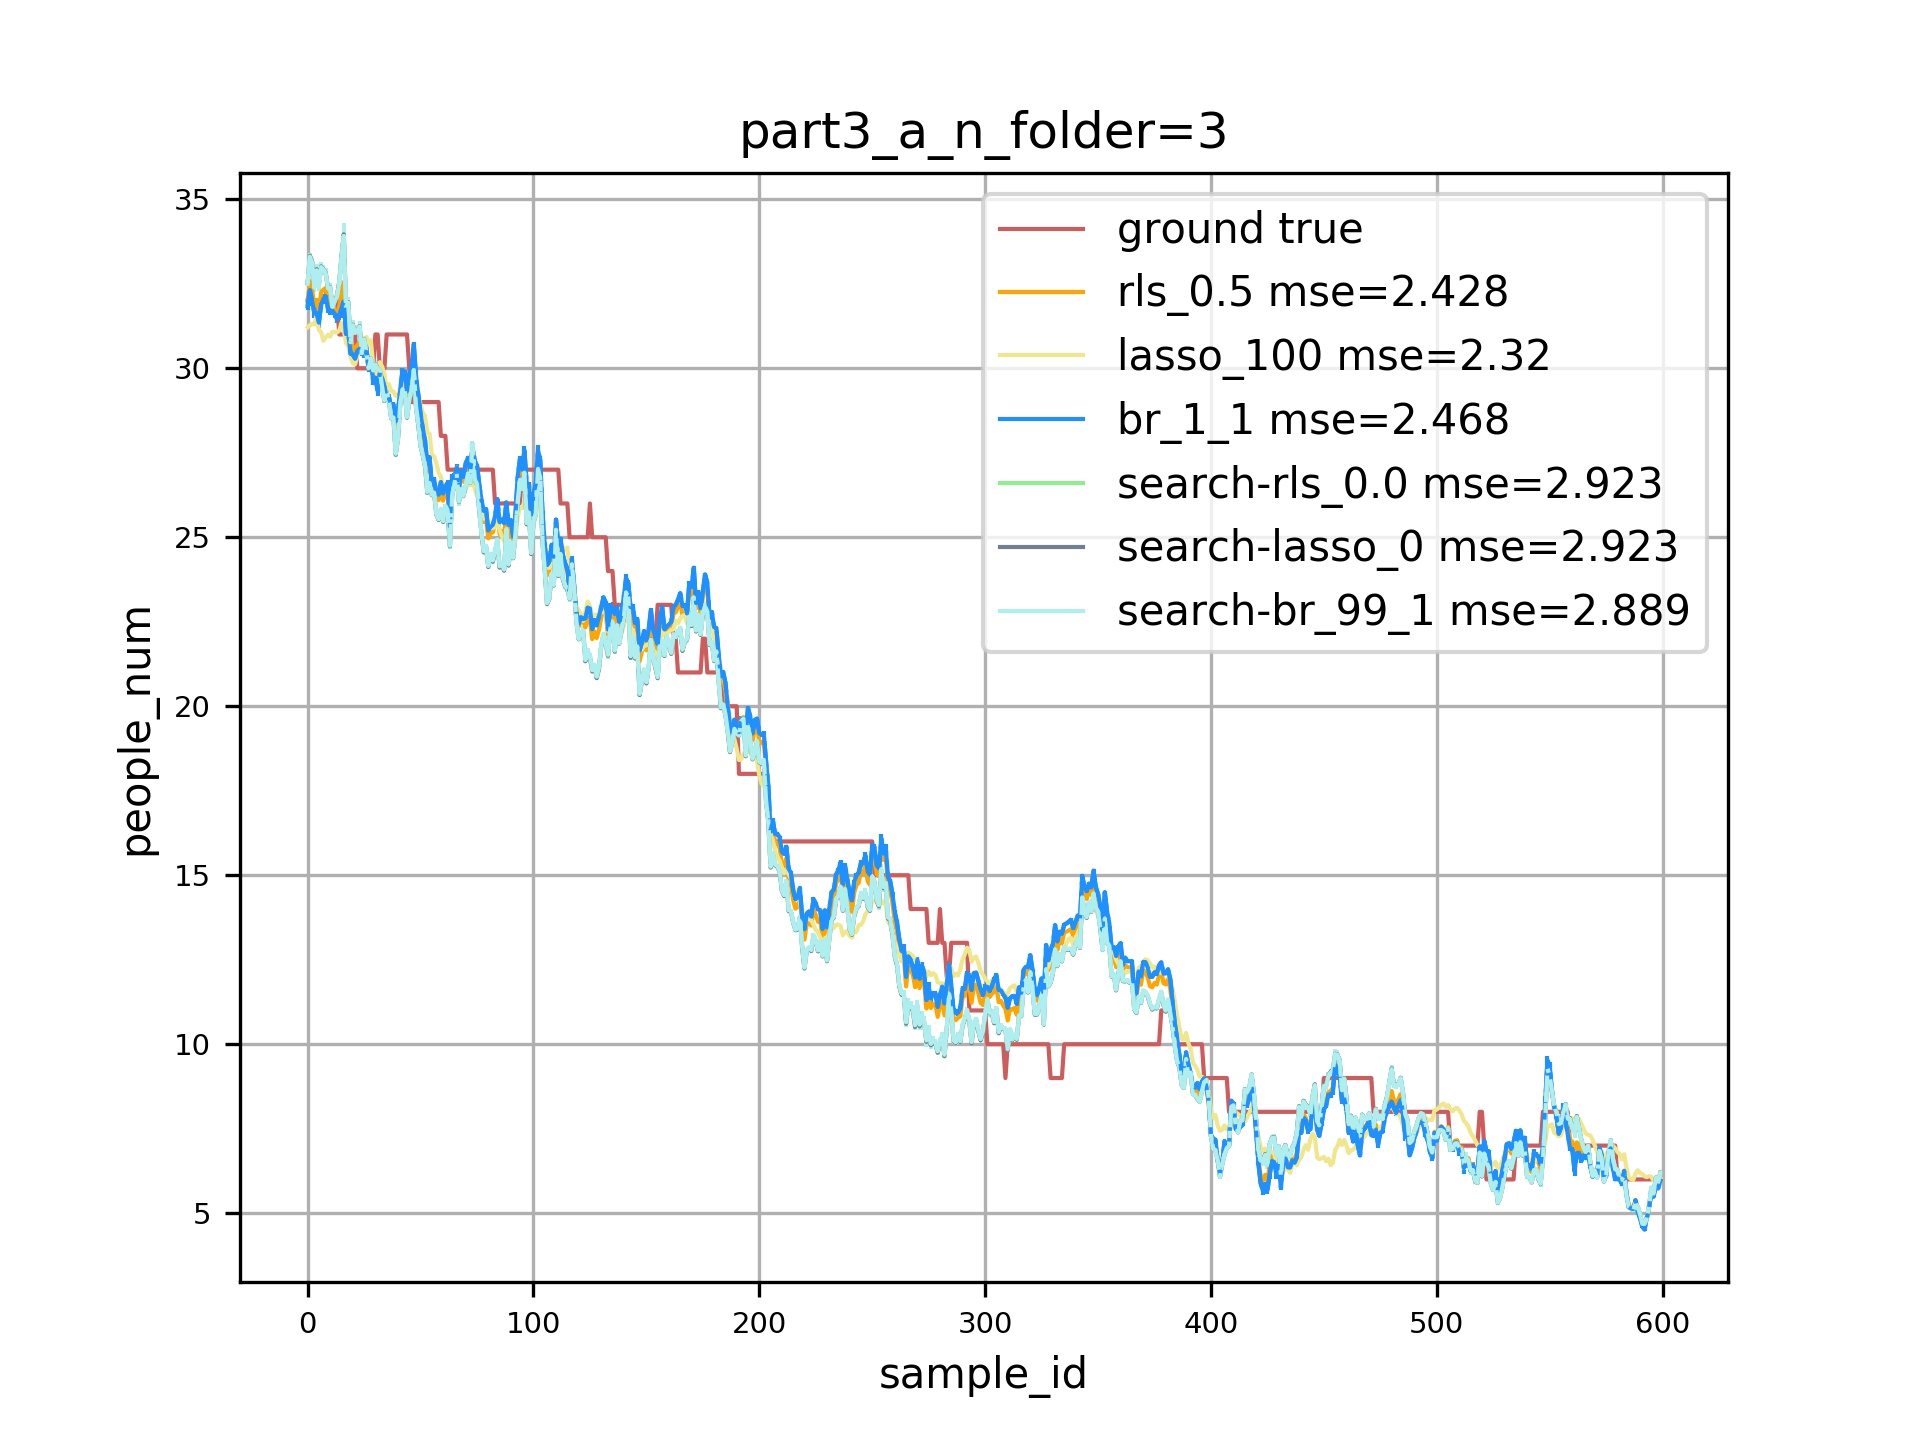 part3_a_n_folder=3
35
30
25
20
15
10
5
people_num
ground true
rls_0.5 mse=2.428
lasso_100 mse=2.32
br_1_1 mse=2.468
search-rls_0.0 mse=2.923
search-lasso_0 mse=2.923
search-br_99_1 mse=2.889
0 100 200 300 400 500 600
sample_id